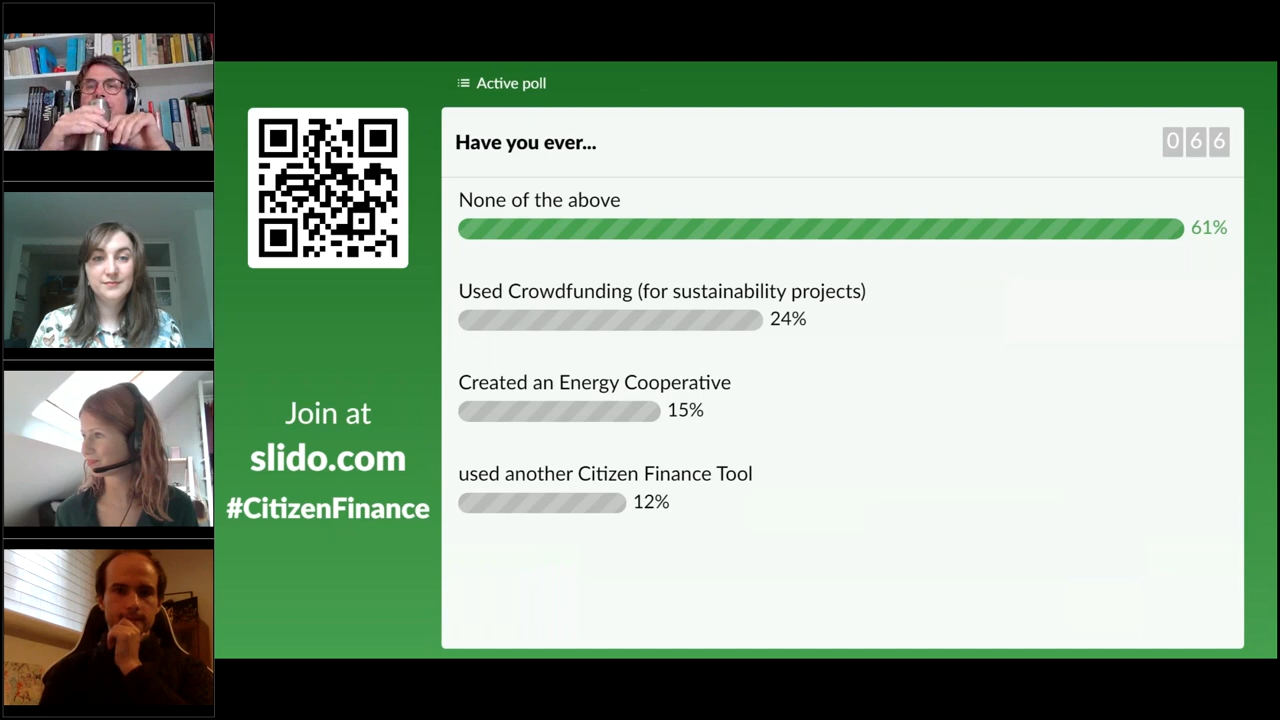 Active poll
Have you ever...
066
None of the above
61%
Used Crowdfunding (for sustainability projects)
24%
Created an Energy Cooperative
15%
used another Citizen Finance Tool
12%
Join at
slido.com
#CitizenFinance
Wijn